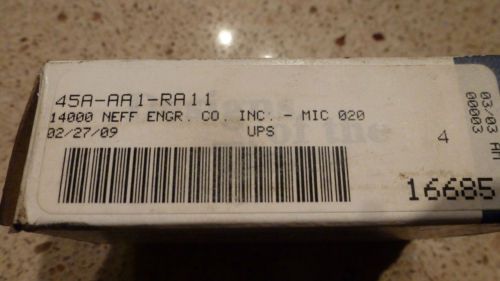 45A-AA1-RA11
14000 NEFF ENGR. CO. INC. - MIC 020
02/27/09 UPS
4
16685
03/03
00003